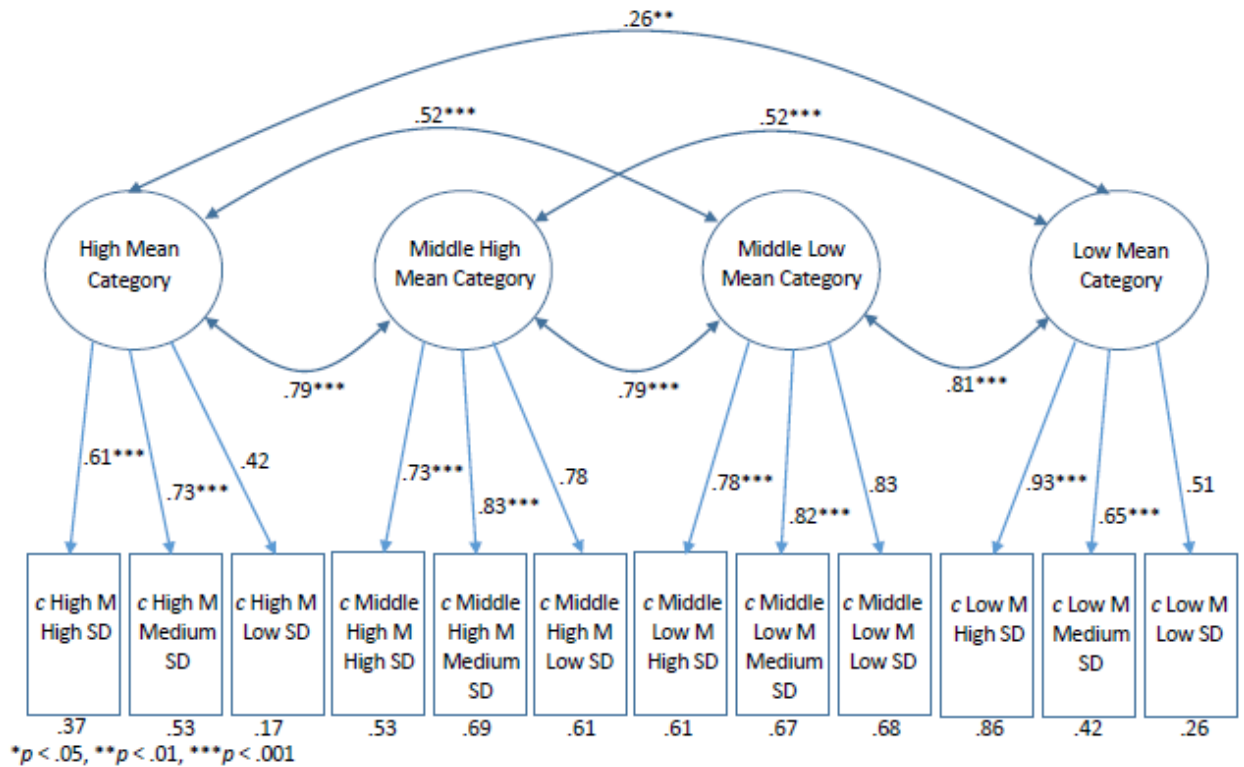 .26**
.52***
.52***
High Mean
Category
Middle High
Mean Category
Middle Low
Mean Category
Low Mean
Category
.79***
.79***
.81***
.61***
.73***
.42
.73***
.83***
.78
.78***
.82***
.83
.93***
.65***
.51
c High M
High SD
c High M
Medium
SD
c High M
Low SD
c Middle
High M
High SD
c Middle
High M
Medium
SD
c Middle
High M
Low SD
c Middle
Low M
High SD
c Middle
Low M
Medium
SD
c Middle
Low M
Low SD
c Low M
High SD
c Low M
Medium
SD
c Low M
Low SD
.37
.53
.17
.53
.69
.61
.61
.67
.68
.86
.42
.26
*p < .05, **p < .01, ***p < .001